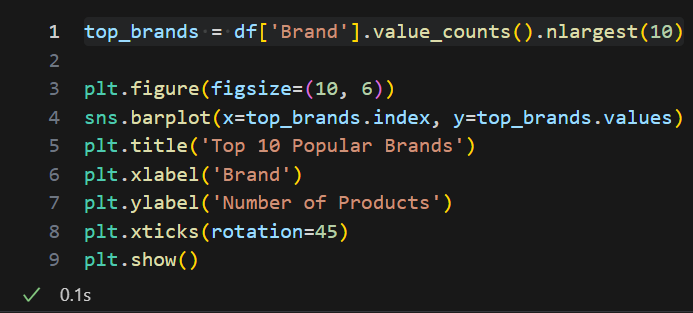 1 top_brands = df['Brand'].value_counts().nlargest(10)
2
3 plt.figure(figsize=(10, 6))
4 sns.barplot(x=top_brands.index, y=top_brands.values)
5 plt.title('Top 10 Popular Brands')
6 plt.xlabel('Brand')
7 plt.ylabel('Number of Products')
8 plt.xticks(rotation=45)
9 plt.show()
0.1s